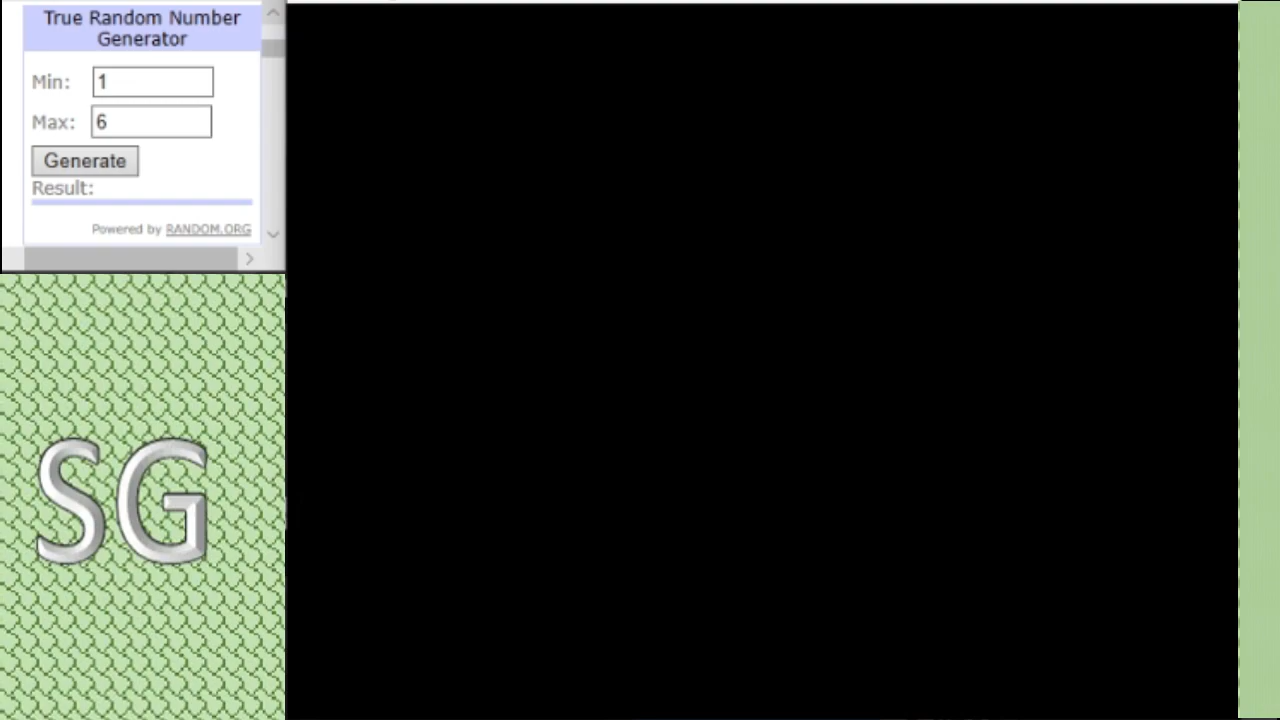 True Random Number
Generator
Min: 1
Max: 6
Generate
Result:
Powered by RANDOM.ORG
SG